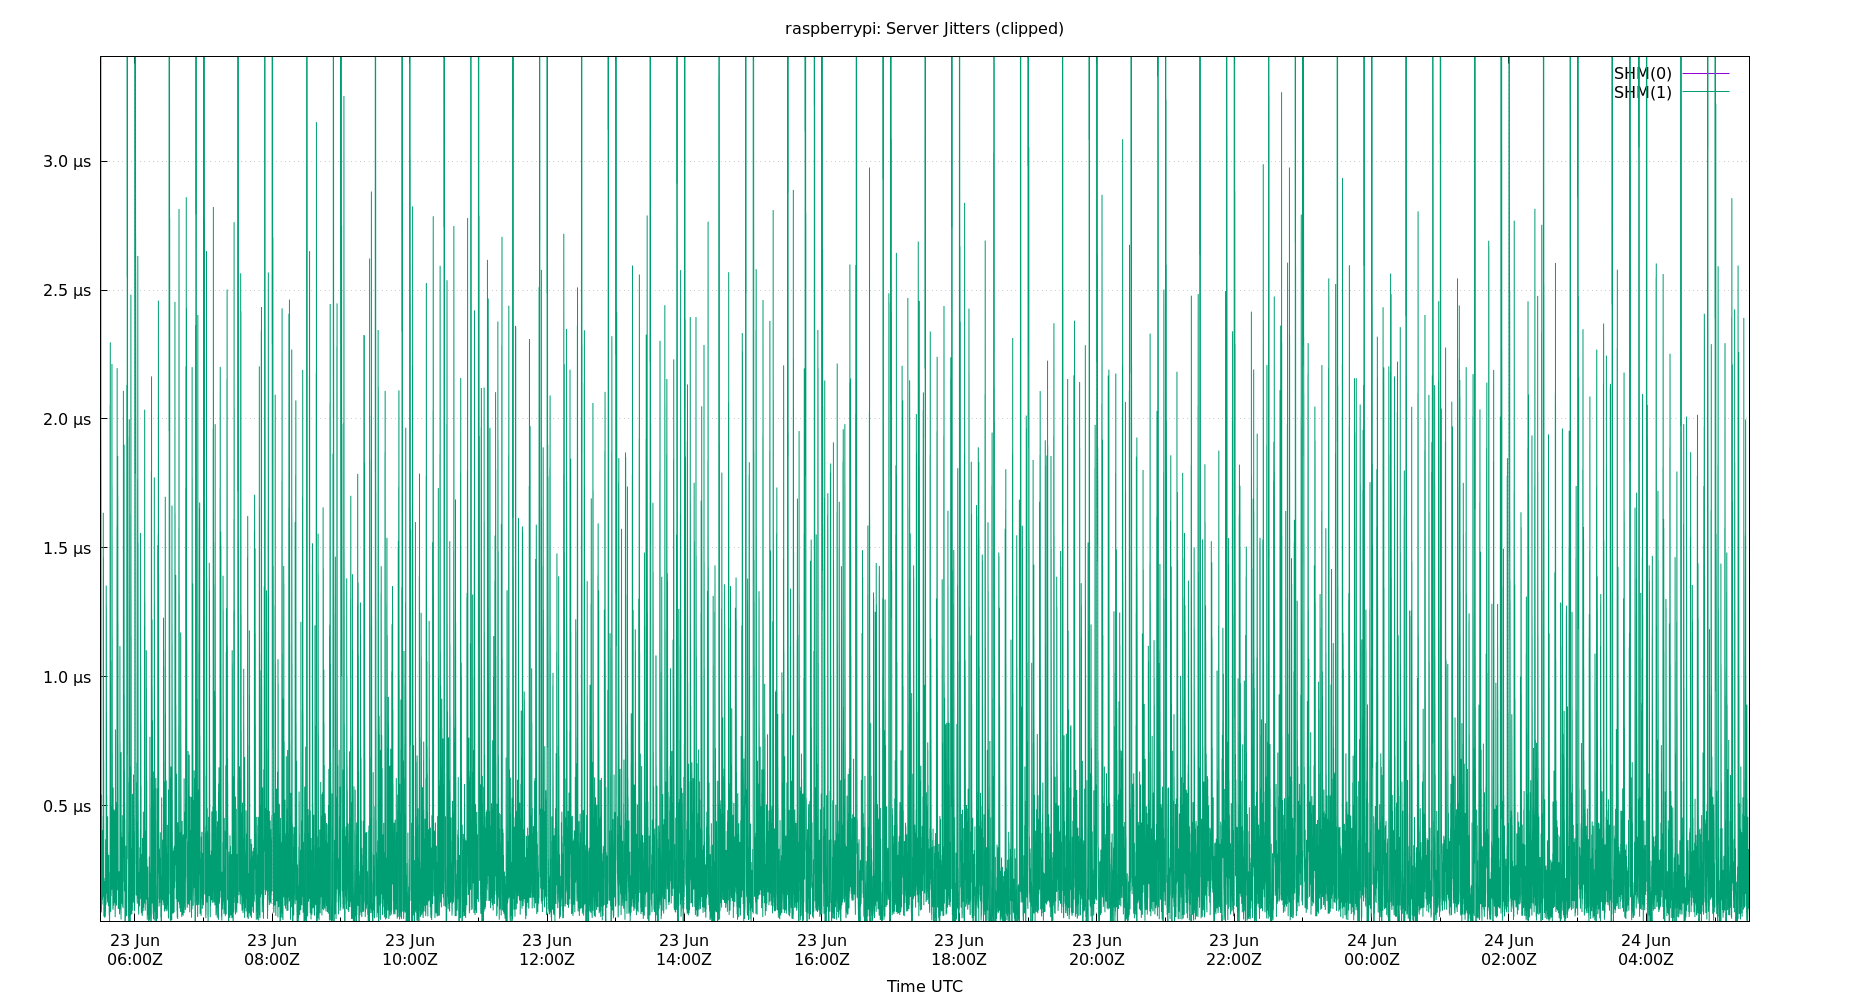 raspberrypi: Server Jitters (clipped)
SHM(0)
SHM(1)
3.0 µs
2.5 µs
2.0 µs
1.5 µs
1.0 µs
0.5 µs
23 Jun 23 Jun 23 Jun 23 Jun 23 Jun 23 Jun 23 Jun 23 Jun 23 Jun 24 Jun 24 Jun 24 Jun
06:00Z 08:00Z 10:00Z 12:00Z 14:00Z 16:00Z 18:00Z 20:00Z 22:00Z 00:00Z 02:00Z 04:00Z
Time UTC